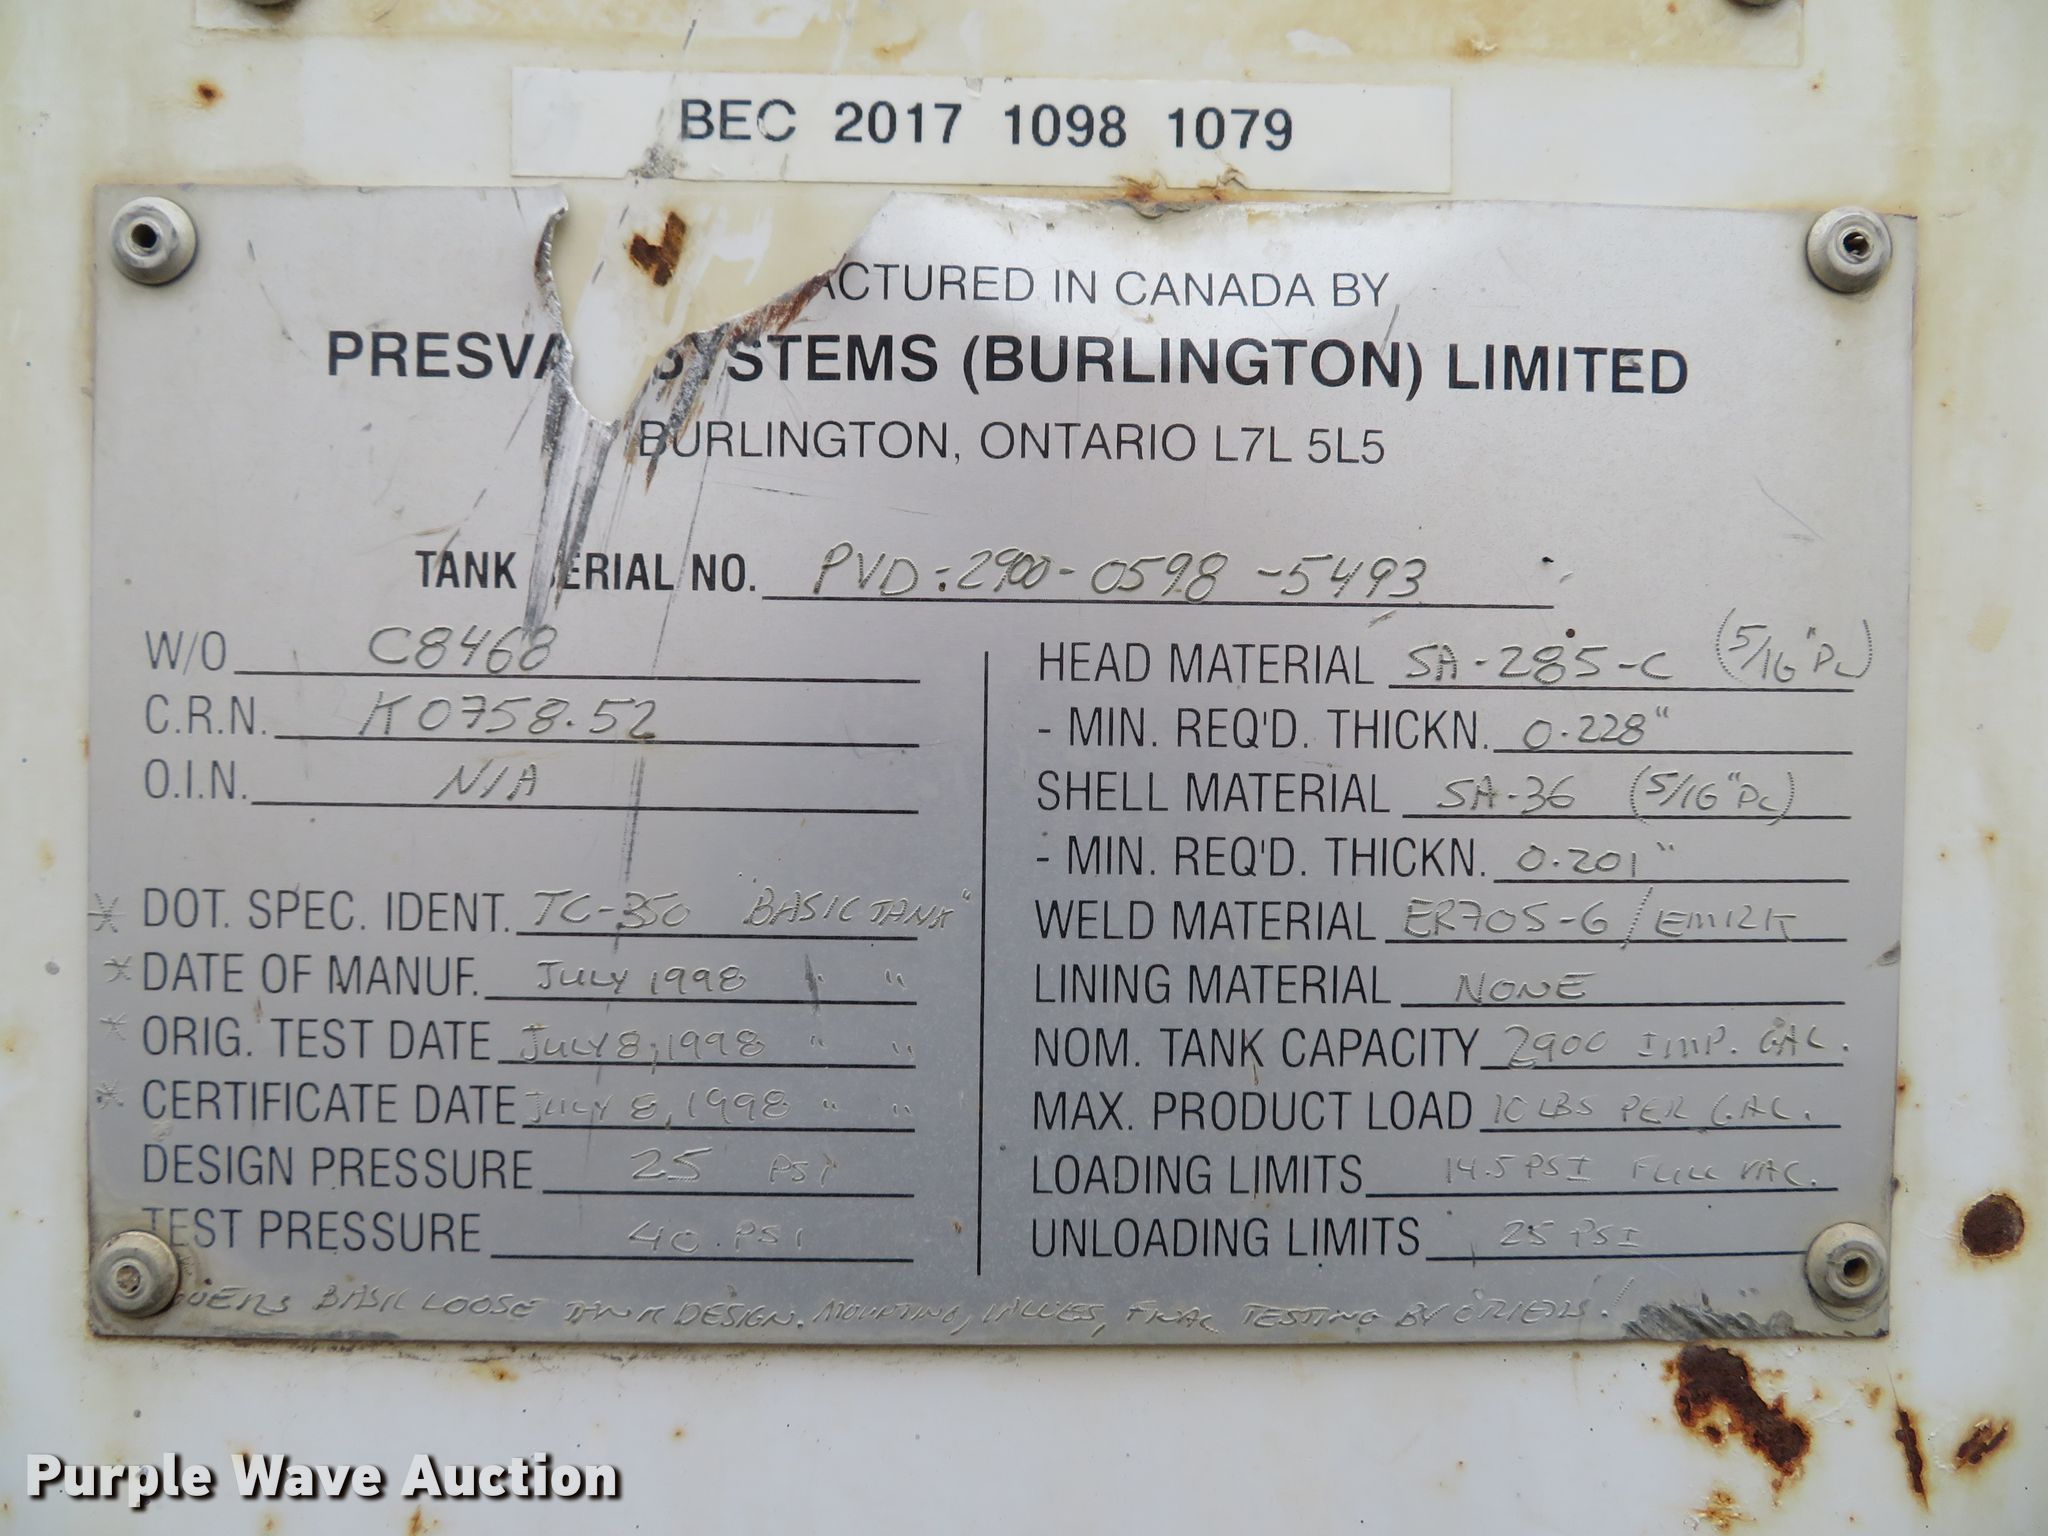 BEC 2017 1098 1079
ACTURED IN CANADA BY
PRESVA SYSTEMS (BURLINGTON) LIMITED
BURLINGTON, ONTARIO L7L 5L5
TANK ERIAL NO. PVD-2900-0598-5493
W/O C8468
C.R.N. K0758.52
O.I.N. N/A
* DOT. SPEC. IDENT. TC-350 "BASIC TANK"
* DATE OF MANUF. JULY 1998 " "
* ORIG. TEST DATE JULY 8, 1998 " "
* CERTIFICATE DATE JULY 8, 1998 " "
DESIGN PRESSURE 25 PSI
TEST PRESSURE 40 PSI
HEAD MATERIAL SA-285-C (5/16" PL)
- MIN. REQ'D. THICKN. 0.228"
SHELL MATERIAL SA-36 (5/16" PL)
- MIN. REQ'D. THICKN. 0.201"
WELD MATERIAL ER70S-6/EM12K
LINING MATERIAL NONE
NOM. TANK CAPACITY 2900 IMP. GAL.
MAX. PRODUCT LOAD 10 LBS PER GAL.
LOADING LIMITS 14.5 PSI FULL VAC.
UNLOADING LIMITS 25 PSI
BASIC LOOSE TANK DESIGN. MOUNTING, VALVES, FINAL TESTING BY OTHERS!
Purple Wave Auction